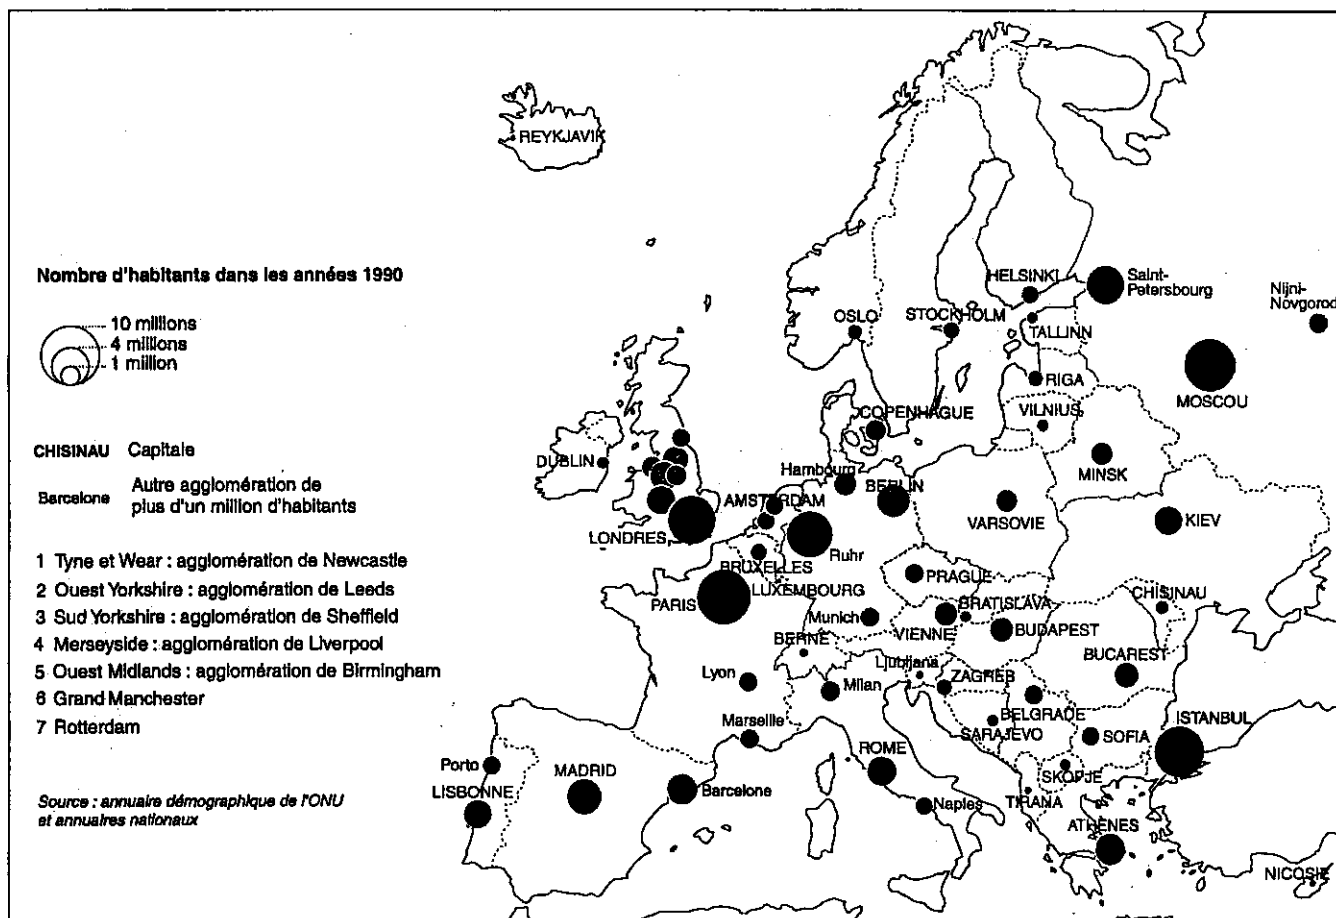 REYKJAVIK
Nombre d'habitants dans les années 1990
10 millions
4 millions
1 million
CHISINAU Capitale
Barcelone Autre agglomération de
plus d'un million d'habitants
1 Tyne et Wear : agglomération de Newcastle
2 Ouest Yorkshire : agglomération de Leeds
3 Sud Yorkshire : agglomération de Sheffield
4 Merseyside : agglomération de Liverpool
5 Ouest Midlands : agglomération de Birmingham
6 Grand Manchester
7 Rotterdam
Source : annuaire démographique de l'ONU
et annuaires nationaux
HELSINKI
Saint-
Petersbourg
Nijni-
Novgorod
OSLO
STOCKHOLM
TALLINN
RIGA
MOSCOU
COPENHAGUE
VILNIUS
DUBLIN
MINSK
Hambourg
BERLIN
AMSTERDAM
VARSOVIE
KIEV
LONDRES
Ruhr
BRUXELLES
PRAGUE
LUXEMBOURG
PARIS
CHISINAU
BRATISLAVA
Munich
VIENNE
BUDAPEST
BERNE
BUCAREST
Ljubljana
ZAGREB
Lyon
Milan
BELGRADE
ISTANBUL
Marseille
SARAJEVO
SOFIA
ROME
Porto
MADRID
SKOPJE
LISBONNE
Barcelone
Naples
TIRANA
ATHENES
NICOSIE